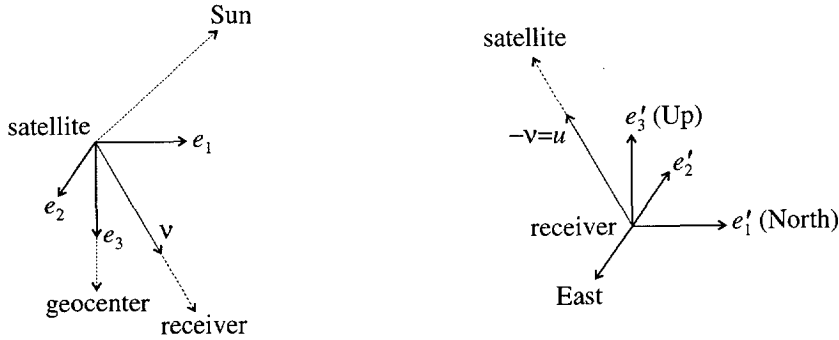 Sun
satellite
e₁
e₂
e₃
ν
geocenter
receiver
satellite
−ν=u
e′₃ (Up)
e′₂
receiver
e′₁ (North)
East